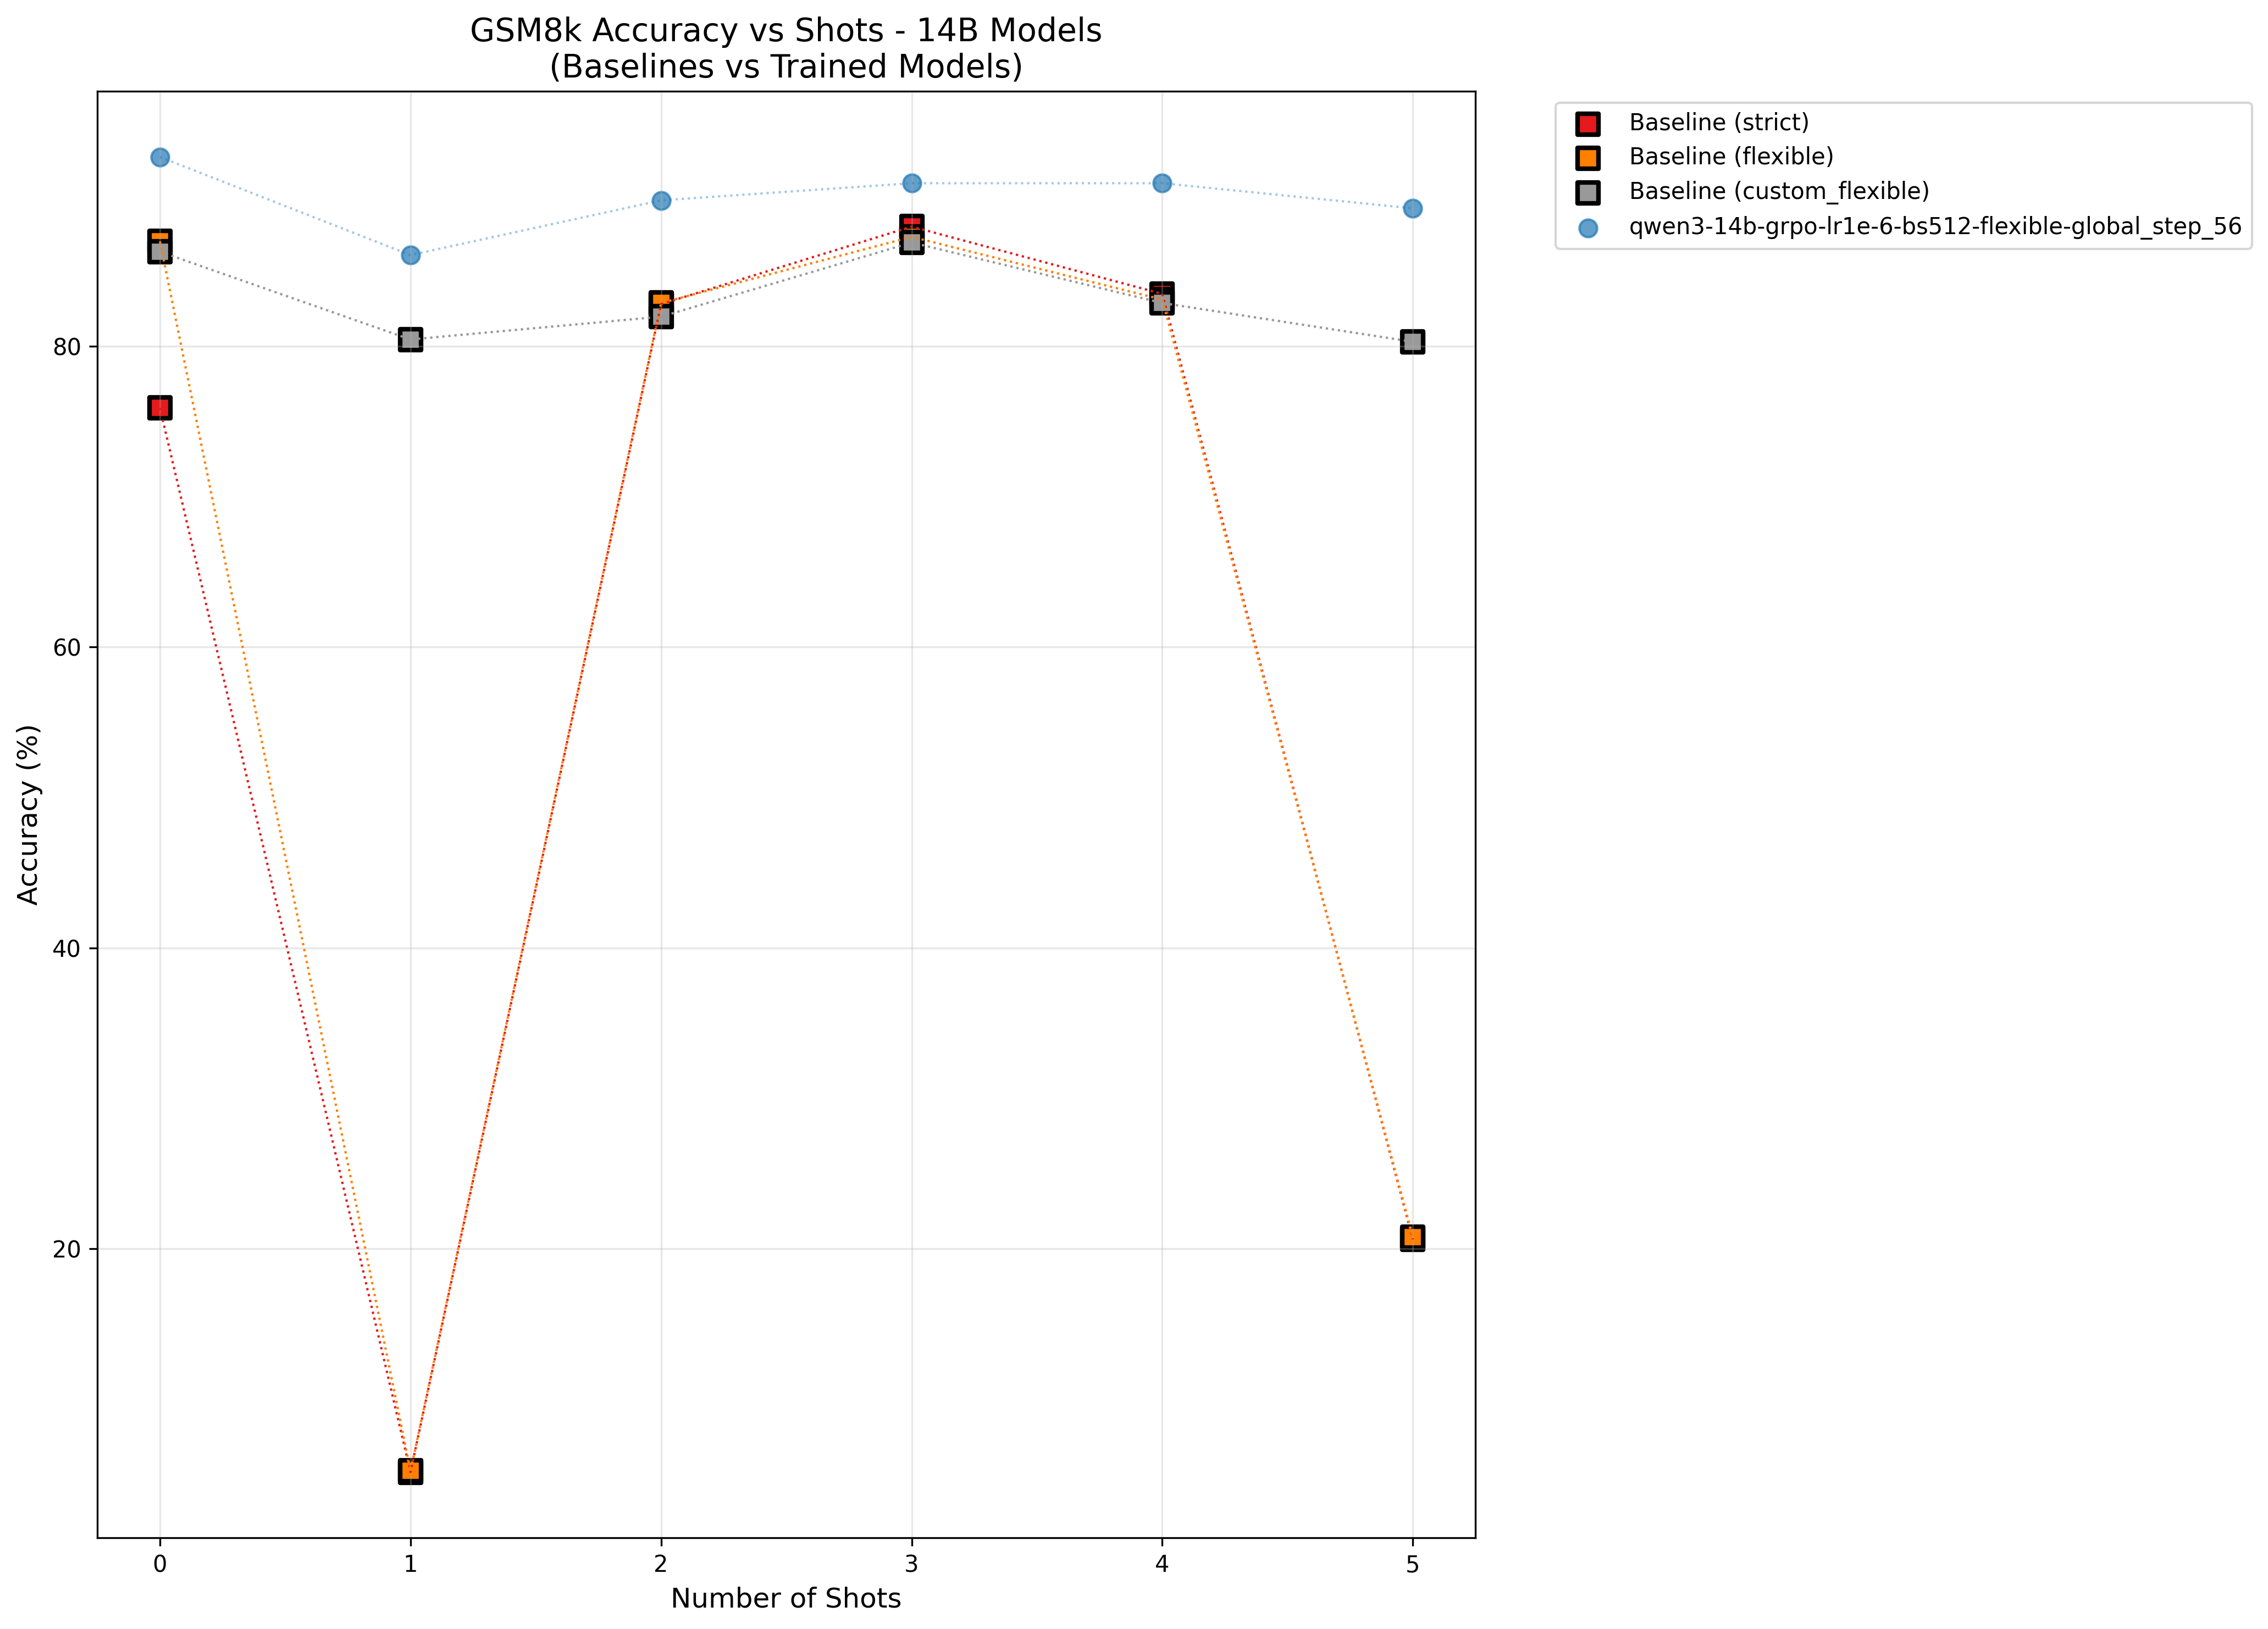 GSM8k Accuracy vs Shots - 14B Models
(Baselines vs Trained Models)
Baseline (strict)
Baseline (flexible)
Baseline (custom_flexible)
qwen3-14b-grpo-lr1e-6-bs512-flexible-global_step_56
Accuracy (%)
80
60
40
20
0 1 2 3 4 5
Number of Shots